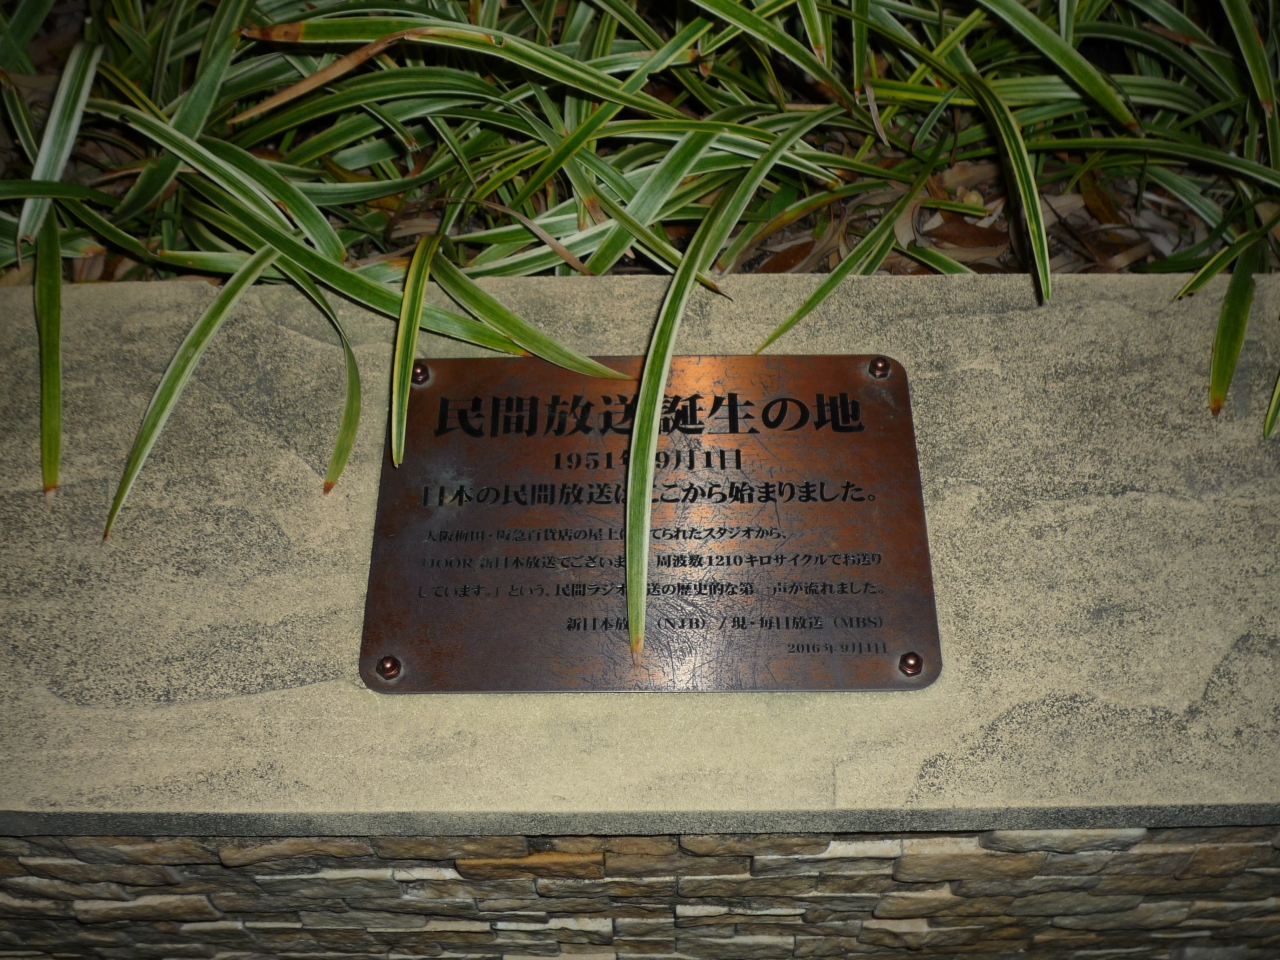 民間放送誕生の地
1951年9月1日
日本の民間放送はここから始まりました。
大阪梅田・阪急百貨店の屋上に建てられたスタジオから、
「JOOR 新日本放送でございます。周波数1210キロサイクルでお送り
しています。」という、民間ラジオ放送の歴史的な第一声が流れました。
新日本放送（NJB）／現・毎日放送（MBS）
2016年9月1日